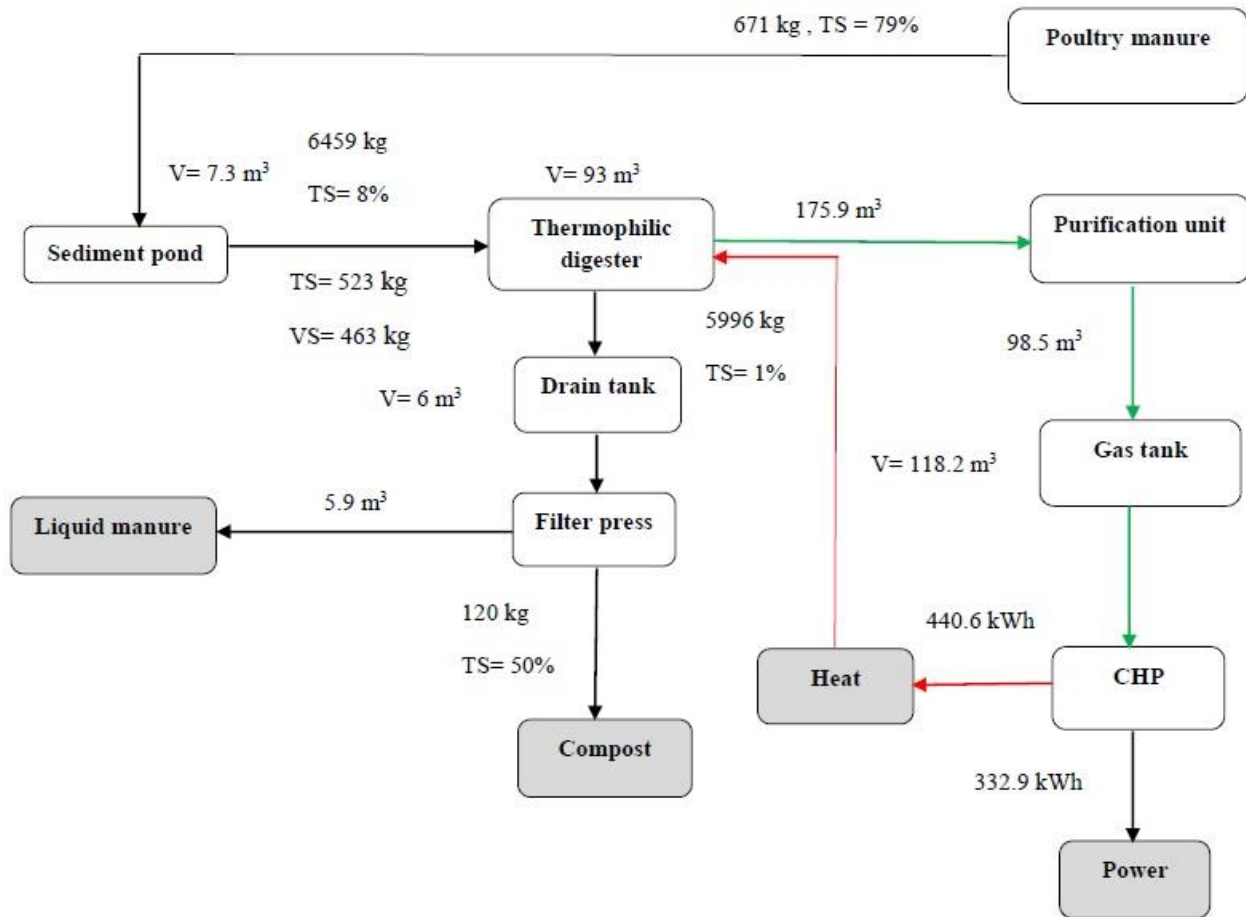 671 kg , TS = 79%
Poultry manure
6459 kg
V= 7.3 m³
TS= 8%
V= 93 m³
Sediment pond
Thermophilic
digester
175.9 m³
Purification unit
TS= 523 kg
VS= 463 kg
5996 kg
TS= 1%
98.5 m³
Drain tank
V= 6 m³
Gas tank
V= 118.2 m³
Liquid manure
5.9 m³
Filter press
120 kg
TS= 50%
440.6 kWh
Heat
CHP
Compost
332.9 kWh
Power